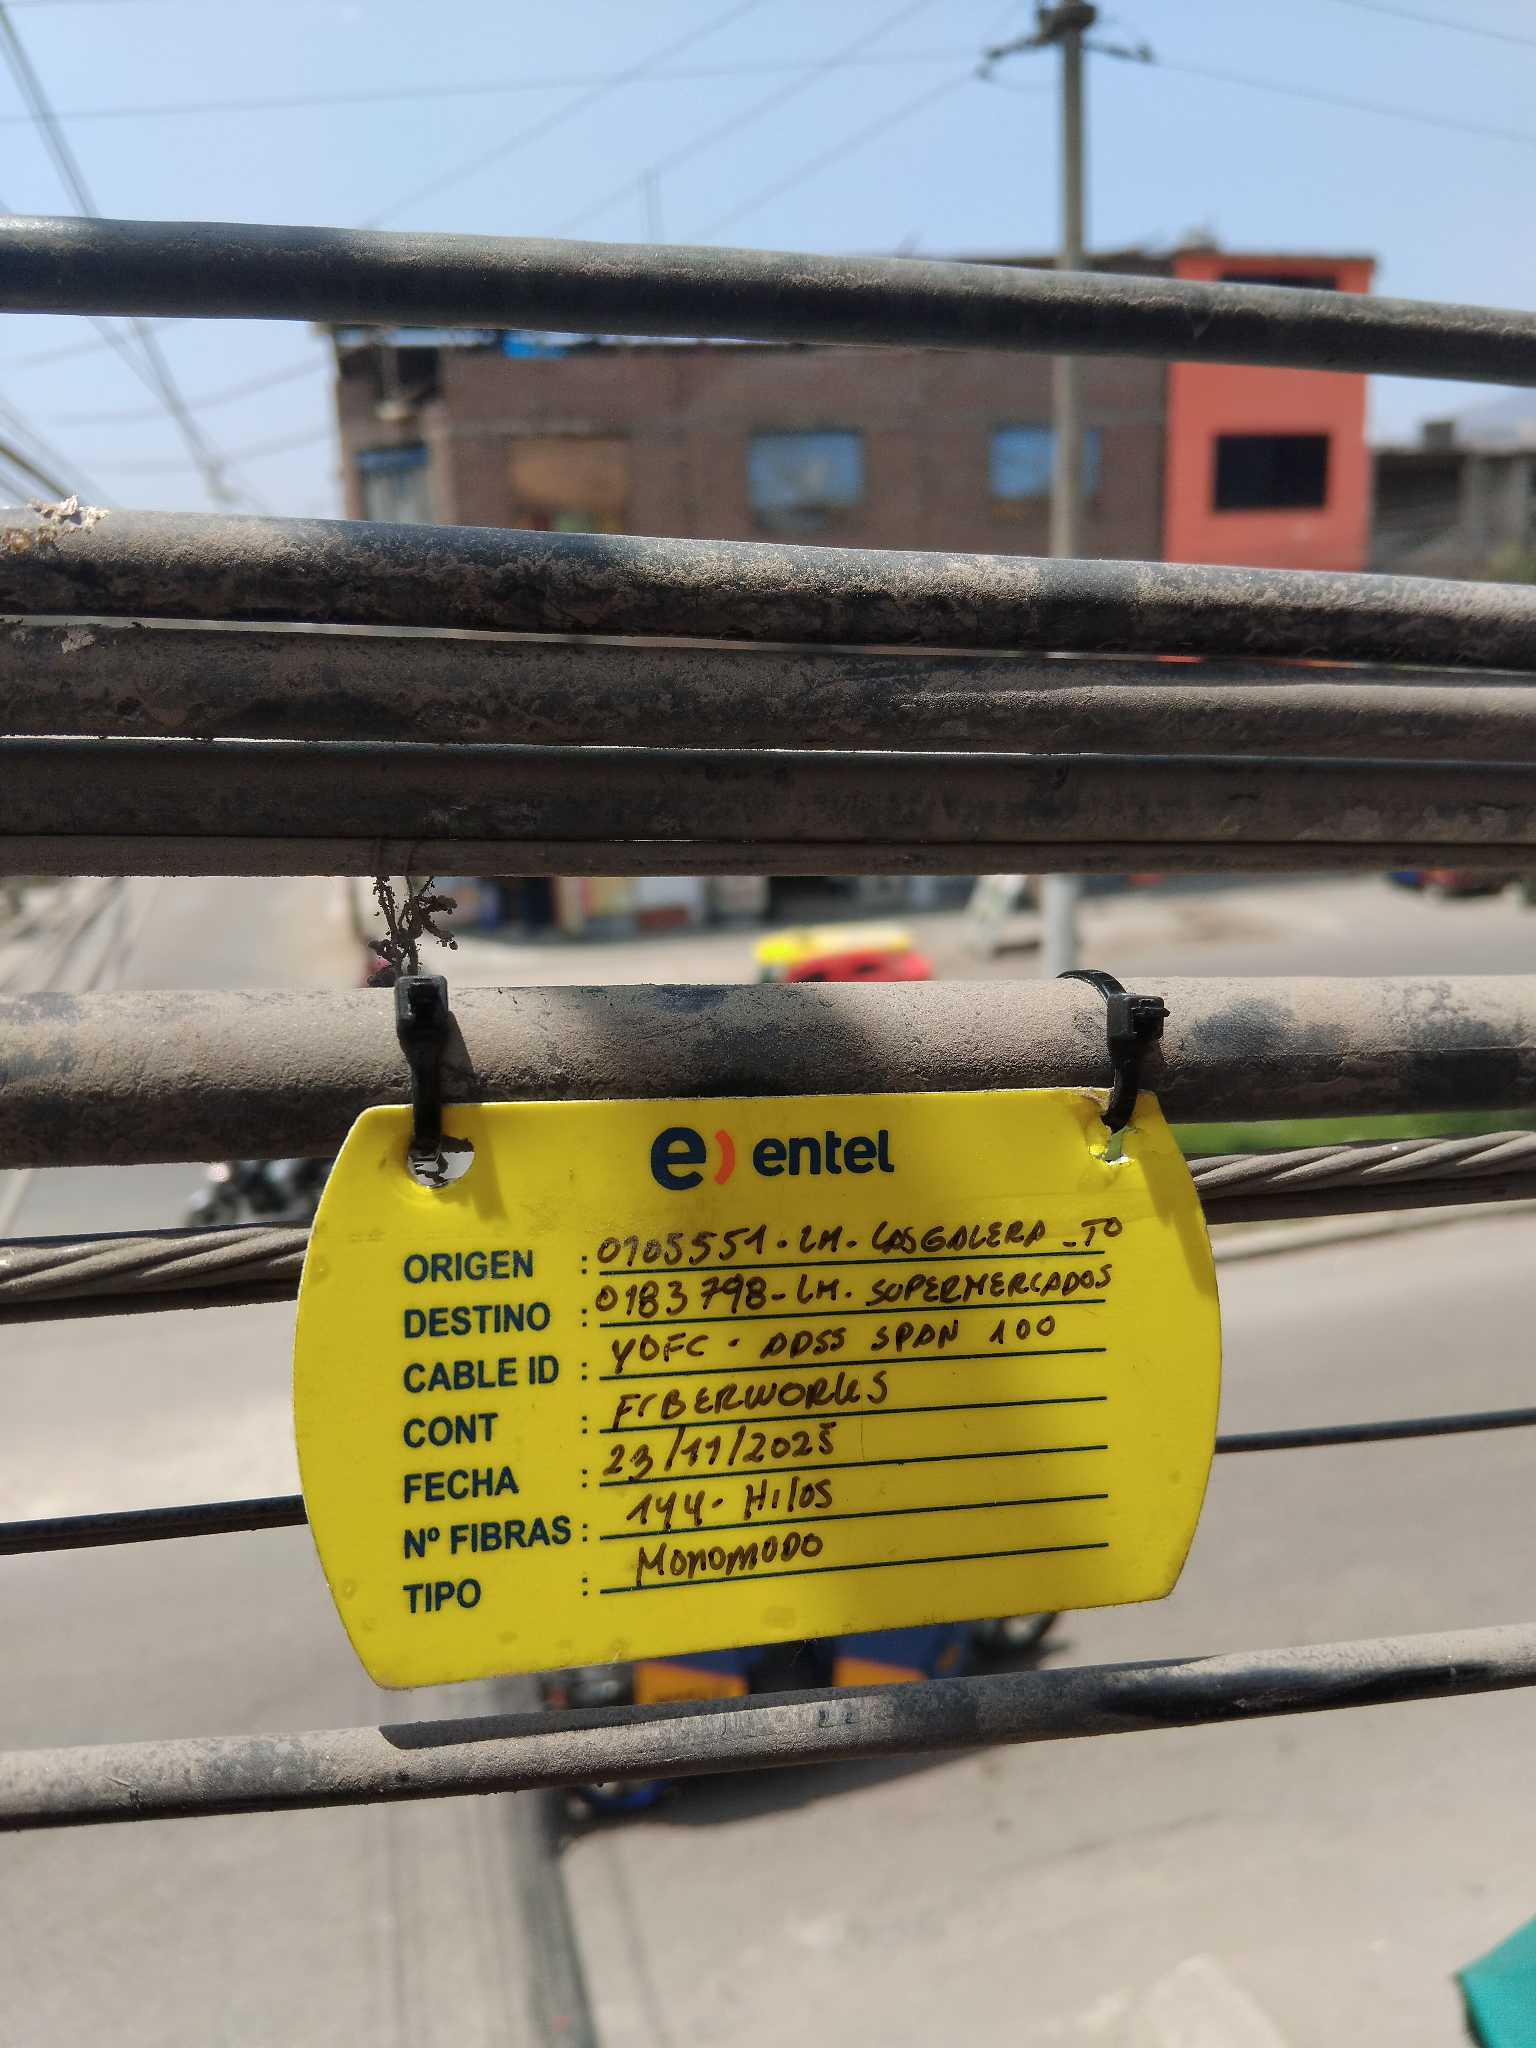 e) entel
ORIGEN : 0105551-LM-LASGALERA_TO
DESTINO : 0183798-LM. SUPERMERCADOS
CABLE ID : YOFC - ADSS SPAN 100
CONT : FIBERWORKS
FECHA : 23/11/2025
Nº FIBRAS : 144- Hilos
TIPO : MONOMODO